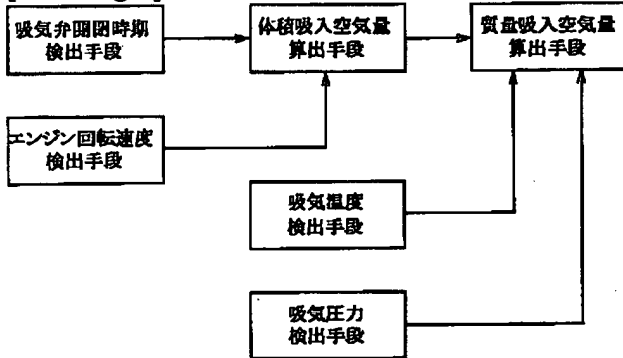 吸気弁開閉時期
検出手段
体積吸入空気量
算出手段
質量吸入空気量
算出手段
エンジン回転速度
検出手段
吸気温度
検出手段
吸気圧力
検出手段